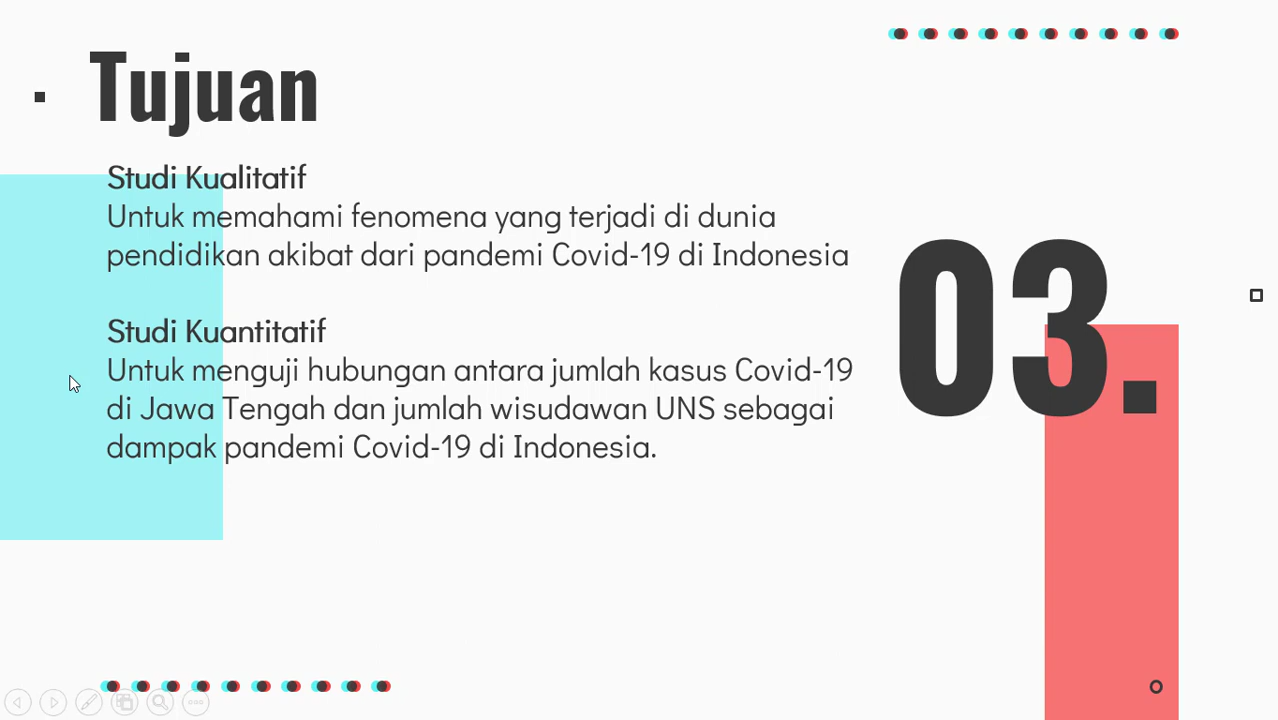 Tujuan
Studi Kualitatif
Untuk memahami fenomena yang terjadi di dunia
pendidikan akibat dari pandemi Covid-19 di Indonesia
Studi Kuantitatif
Untuk menguji hubungan antara jumlah kasus Covid-19
di Jawa Tengah dan jumlah wisudawan UNS sebagai
dampak pandemi Covid-19 di Indonesia.
03.